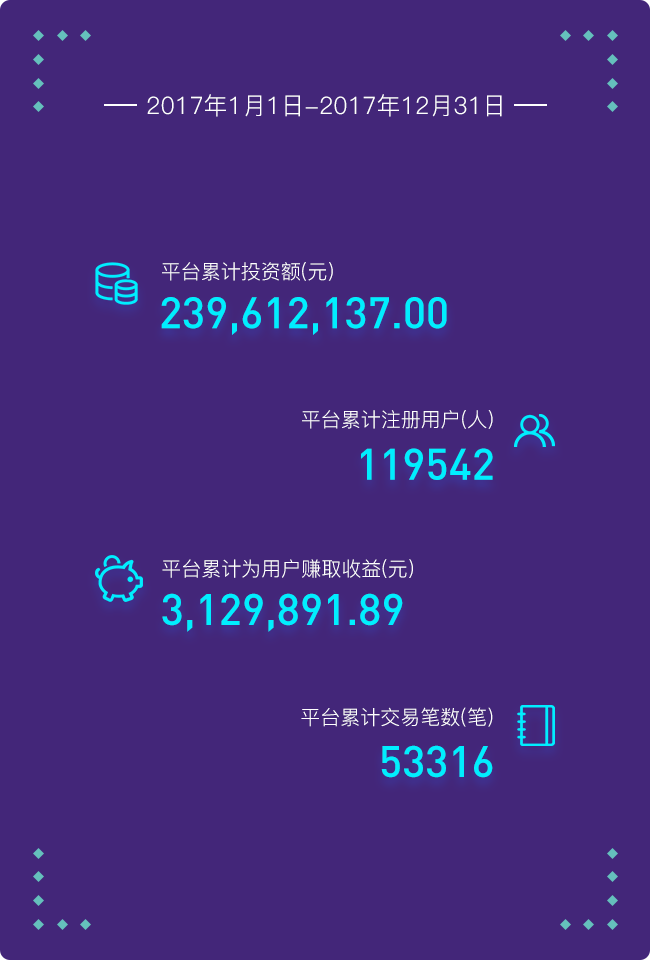 2017年1月1日-2017年12月31日
平台累计投资额(元)
239,612,137.00
平台累计注册用户(人)
119542
平台累计为用户赚取收益(元)
3,129,891.89
平台累计交易笔数(笔)
53316